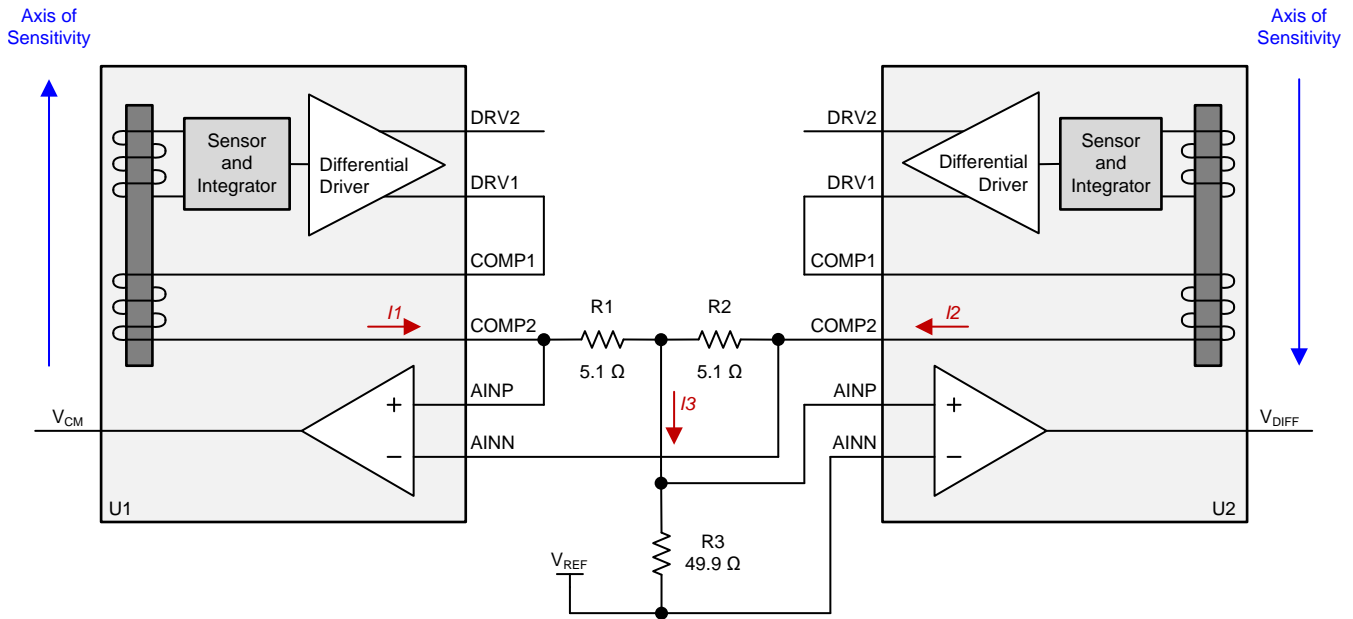 Axis of
Sensitivity
Axis of
Sensitivity
DRV2
DRV2
Sensor
and
Integrator
Differential
Driver
Differential
Driver
Sensor
and
Integrator
DRV1
DRV1
COMP1
COMP1
I1
COMP2
R1
R2
COMP2
I2
5.1 Ω
5.1 Ω
AINP
I3
AINP
+
+
VCM
VDIFF
AINN
AINN
−
−
U1
U2
R3
49.9 Ω
VREF